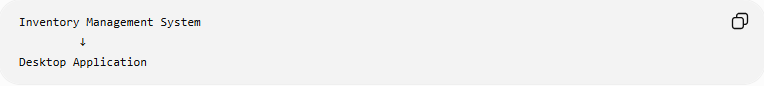 Inventory Management System
↓
Desktop Application